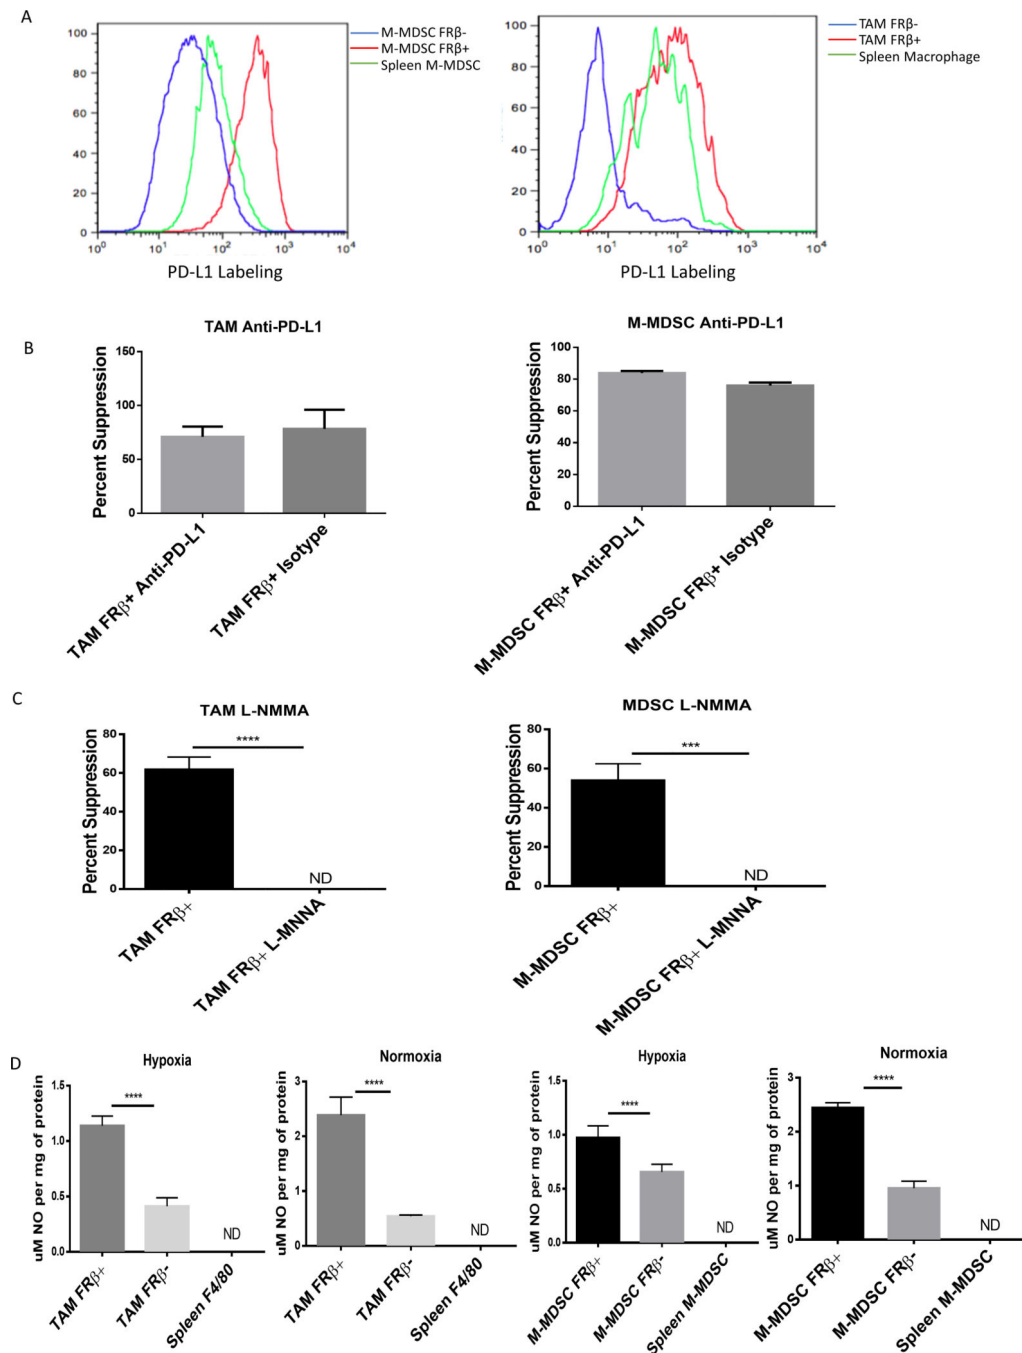 A
M-MDSC FRβ-
M-MDSC FRβ+
Spleen M-MDSC
100
80
60
40
20
0
10⁰ 10¹ 10² 10³ 10⁴
PD-L1 Labeling
TAM FRβ-
TAM FRβ+
Spleen Macrophage
100
80
60
40
20
0
10⁰ 10¹ 10² 10³ 10⁴
PD-L1 Labeling
B
TAM Anti-PD-L1
Percent Suppression
150
100
50
0
TAM FRβ+ Anti-PD-L1
TAM FRβ+ Isotype
M-MDSC Anti-PD-L1
Percent Suppression
100
80
60
40
20
0
M-MDSC FRβ+ Anti-PD-L1
M-MDSC FRβ+ Isotype
C
TAM L-NMMA
Percent Suppression
80
60
40
20
0
****
ND
TAM FRβ+
TAM FRβ+ L-MNNA
MDSC L-NMMA
Percent Suppression
80
60
40
20
0
***
ND
M-MDSC FRβ+
M-MDSC FRβ+ L-MNNA
D
Hypoxia
uM NO per mg of protein
1.5
1.0
0.5
0.0
****
ND
TAM FRβ+
TAM FRβ-
Spleen F4/80
Normoxia
uM NO per mg of protein
3
2
1
0
****
ND
TAM FRβ+
TAM FRβ-
Spleen F4/80
Hypoxia
uM NO per mg of protein
1.5
1.0
0.5
0.0
****
ND
M-MDSC FRβ+
M-MDSC FRβ-
Spleen M-MDSC
Normoxia
uM NO per mg of protein
3
2
1
0
****
ND
M-MDSC FRβ+
M-MDSC FRβ-
Spleen M-MDSC